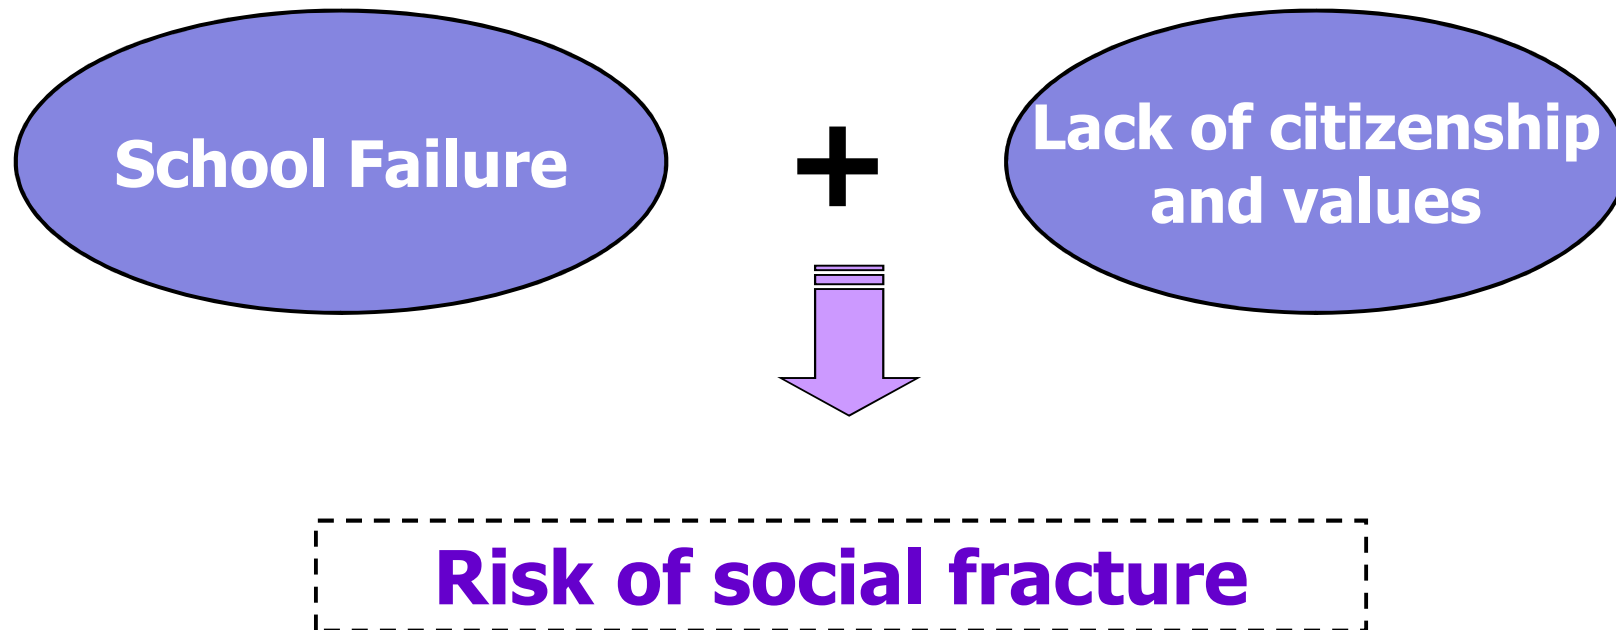 School Failure
+
Lack of citizenship
and values
Risk of social fracture